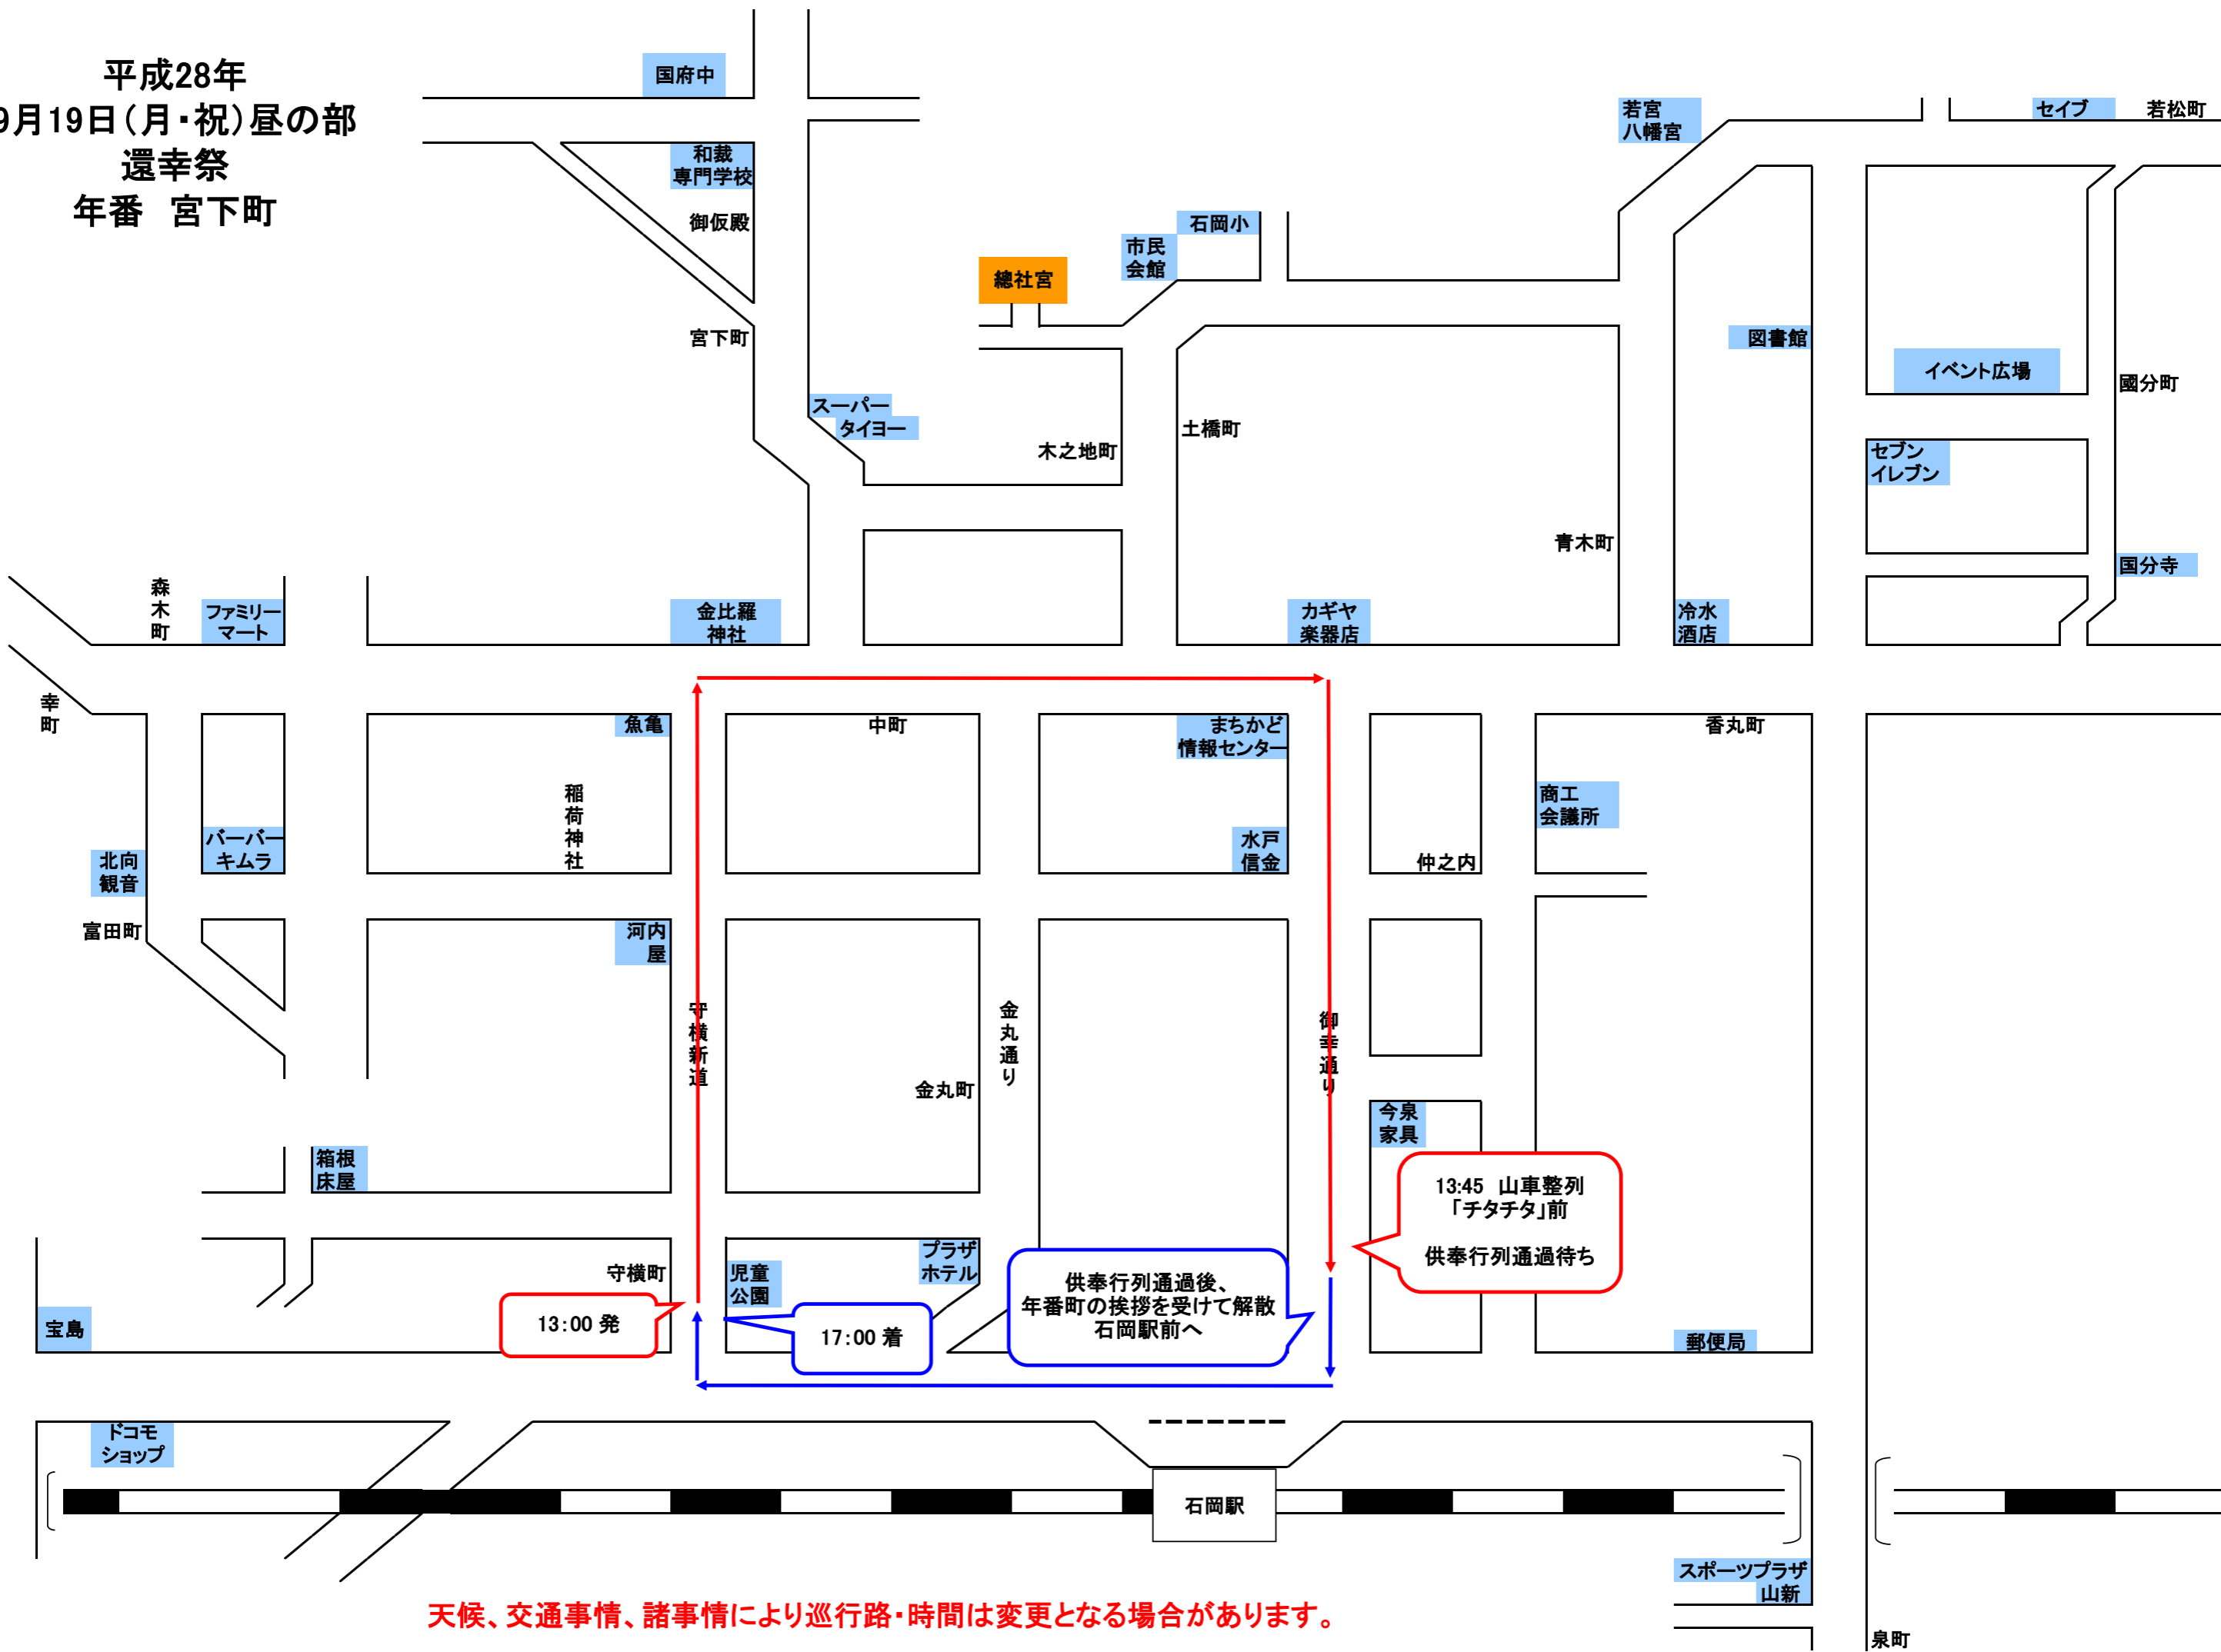 平成28年
9月19日(月・祝)昼の部
還幸祭
年番　宮下町
国府中
和裁
専門学校
御仮殿
宮下町
總社宮
市民
会館
石岡小
若宮
八幡宮
セイブ
若松町
図書館
イベント広場
國分町
スーパー
タイヨー
木之地町
土橋町
セブン
イレブン
青木町
国分寺
森木町
ファミリー
マート
金比羅
神社
カギヤ
楽器店
冷水
酒店
幸町
魚亀
中町
まちかど
情報センター
香丸町
稲荷神社
商工
会議所
バーバー
キムラ
北向
観音
水戸
信金
仲之内
富田町
河内
屋
守横新道
金丸通り
御幸通り
金丸町
今泉
家具
箱根
床屋
13:45 山車整列
「チタチタ」前
供奉行列通過待ち
守横町
児童
公園
プラザ
ホテル
供奉行列通過後、
年番町の挨拶を受けて解散
石岡駅前へ
宝島
13:00 発
17:00 着
郵便局
ドコモ
ショップ
石岡駅
スポーツプラザ
山新
天候、交通事情、諸事情により巡行路・時間は変更となる場合があります。
泉町